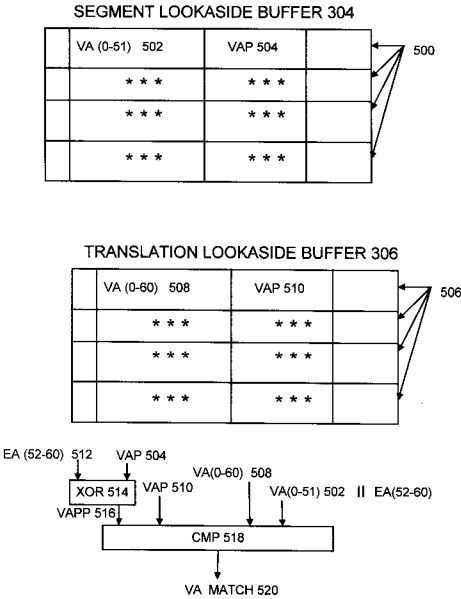 SEGMENT LOOKASIDE BUFFER 304
VA (0-51) 502 VAP 504
500
* * * * * *
* * * * * *
* * * * * *
TRANSLATION LOOKASIDE BUFFER 306
VA (0-60) 508 VAP 510
506
* * * * * *
* * * * * *
* * * * * *
EA (52-60) 512 VAP 504
XOR 514
VAP 510
VA(0-60) 508
VA(0-51) 502 || EA(52-60)
VAPP 516
CMP 518
VA MATCH 520